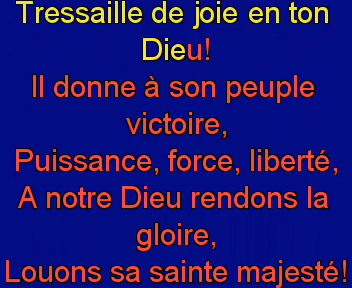 Tressaille de joie en ton
Dieu!
Il donne à son peuple
victoire,
Puissance, force, liberté,
A notre Dieu rendons la
gloire,
Louons sa sainte majesté!